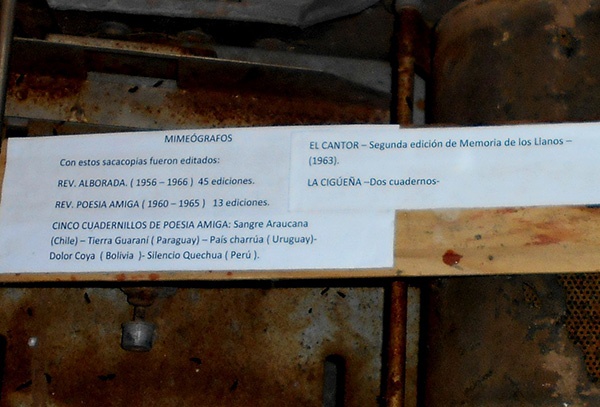 MIMEÓGRAFOS
Con estos sacacopias fueron editados:
REV. ALBORADA. ( 1956 – 1966 ) 45 ediciones.
REV. POESIA AMIGA ( 1960 – 1965 ) 13 ediciones.
CINCO CUADERNILLOS DE POESIA AMIGA: Sangre Araucana
(Chile) – Tierra Guaraní ( Paraguay) – País charrúa ( Uruguay)-
Dolor Coya ( Bolivia )- Silencio Quechua ( Perú ).
EL CANTOR – Segunda edición de Memoria de los Llanos –
(1963).
LA CIGÚEÑA –Dos cuadernos-